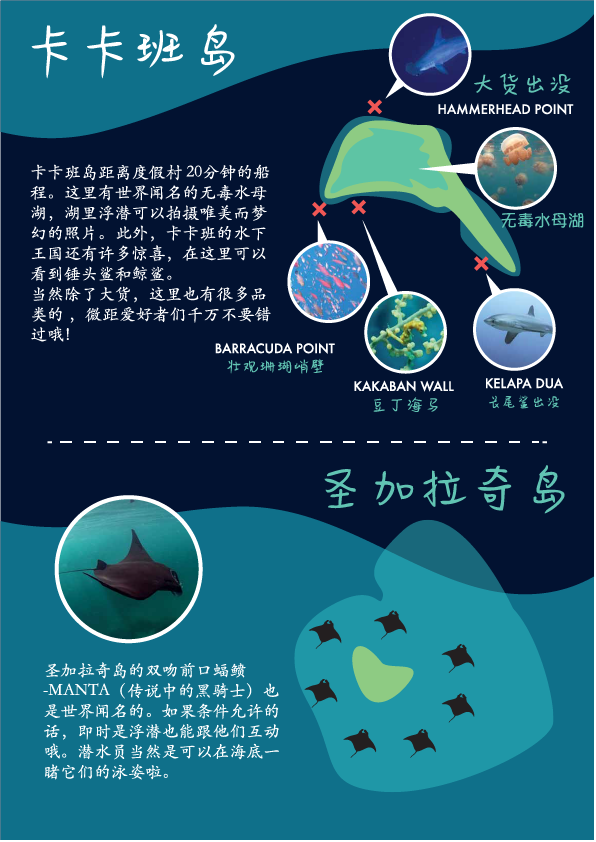 卡卡班岛
大货出没
HAMMERHEAD POINT
卡卡班岛距离度假村20分钟的船
程。这里有世界闻名的无毒水母
湖，湖里浮潜可以拍摄唯美而梦
幻的照片。此外，卡卡班的水下
王国还有许多惊喜，在这里可以
看到锤头鲨和鲸鲨。
当然除了大货，这里也有很多品
类的，微距爱好者们千万不要错
过哦!
无毒水母湖
BARRACUDA POINT
壮观珊瑚峭壁
KAKABAN WALL
豆丁海马
KELAPA DUA
长尾鲨出没
圣加拉奇岛
圣加拉奇岛的双吻前口蝠鲼
-MANTA（传说中的黑骑士）也
是世界闻名的。如果条件允许的
话，即时是浮潜也能跟他们互动
哦。潜水员当然是可以在海底一
睹它们的泳姿啦。